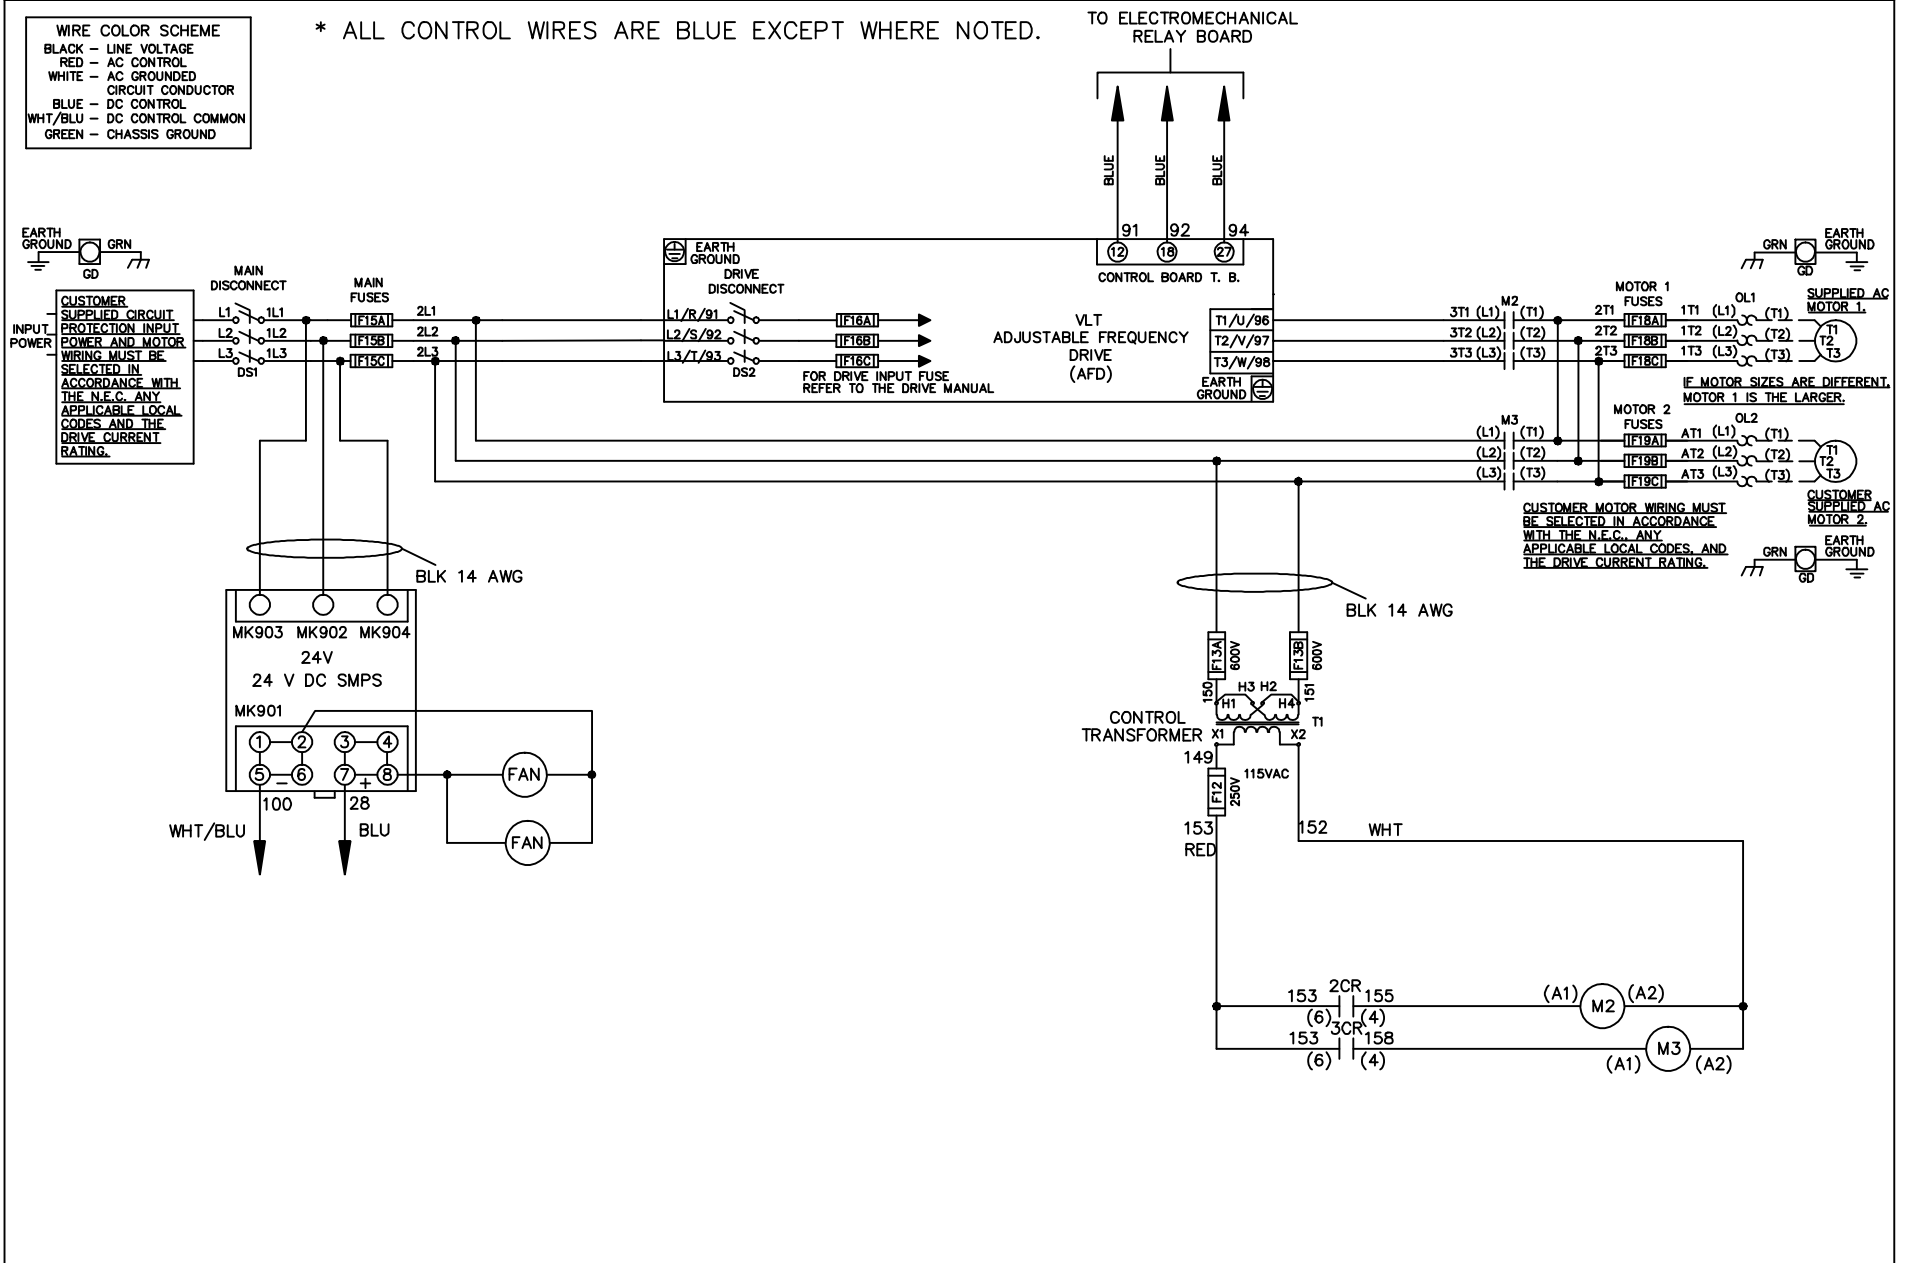 WIRE COLOR SCHEME
BLACK – LINE VOLTAGE
RED – AC CONTROL
WHITE – AC GROUNDED
CIRCUIT CONDUCTOR
BLUE – DC CONTROL
WHT/BLU – DC CONTROL COMMON
GREEN – CHASSIS GROUND
* ALL CONTROL WIRES ARE BLUE EXCEPT WHERE NOTED.
TO ELECTROMECHANICAL
RELAY BOARD
BLUE
BLUE
BLUE
91 92 94
12 18 27
CONTROL BOARD T. B.
EARTH
GROUND
GRN
GD
INPUT
POWER
CUSTOMER
SUPPLIED CIRCUIT
PROTECTION INPUT
POWER AND MOTOR
WIRING MUST BE
SELECTED IN
ACCORDANCE WITH
THE N.E.C. ANY
APPLICABLE LOCAL
CODES AND THE
DRIVE CURRENT
RATING.
MAIN
DISCONNECT
L1 1L1
L2 1L2
L3 1L3
DS1
MAIN
FUSES
F15A 2L1
F15B 2L2
F15C 2L3
EARTH
GROUND
DRIVE
DISCONNECT
L1/R/91
L2/S/92
L3/T/93
DS2
F16A
F16B
F16C
FOR DRIVE INPUT FUSE
REFER TO THE DRIVE MANUAL
VLT
ADJUSTABLE FREQUENCY
DRIVE
(AFD)
T1/U/96
T2/V/97
T3/W/98
EARTH
GROUND
M2
3T1 (L1) (T1) 2T1
3T2 (L2) (T2) 2T2
3T3 (L3) (T3) 2T3
MOTOR 1
FUSES
F18A 1T1 (L1) (T1)
F18B 1T2 (L2) (T2)
F18C 1T3 (L3) (T3)
OL1
GRN
EARTH
GROUND
GD
SUPPLIED AC
MOTOR 1.
T1
T2
T3
IF MOTOR SIZES ARE DIFFERENT,
MOTOR 1 IS THE LARGER.
M3
(L1) (T1)
(L2) (T2)
(L3) (T3)
MOTOR 2
FUSES
F19A AT1 (L1) (T1)
F19B AT2 (L2) (T2)
F19C AT3 (L3) (T3)
OL2
T1
T2
T3
CUSTOMER
SUPPLIED AC
MOTOR 2.
CUSTOMER MOTOR WIRING MUST
BE SELECTED IN ACCORDANCE
WITH THE N.E.C., ANY
APPLICABLE LOCAL CODES, AND
THE DRIVE CURRENT RATING.
GRN
EARTH
GROUND
GD
BLK 14 AWG
MK903 MK902 MK904
24V
24 V DC SMPS
MK901
1 2 3 4
5 – 6 7 + 8
100 28
WHT/BLU BLU
FAN
FAN
BLK 14 AWG
F13A 600V F13B 600V
150 151
H3 H2
H1 H4
CONTROL
TRANSFORMER
T1
X1 X2
149
115VAC
F12 250V
153 152 WHT
RED
2CR
153 155 (A1) M2 (A2)
(6) (4)
3CR
153 158 M3
(6) (4) (A1) (A2)